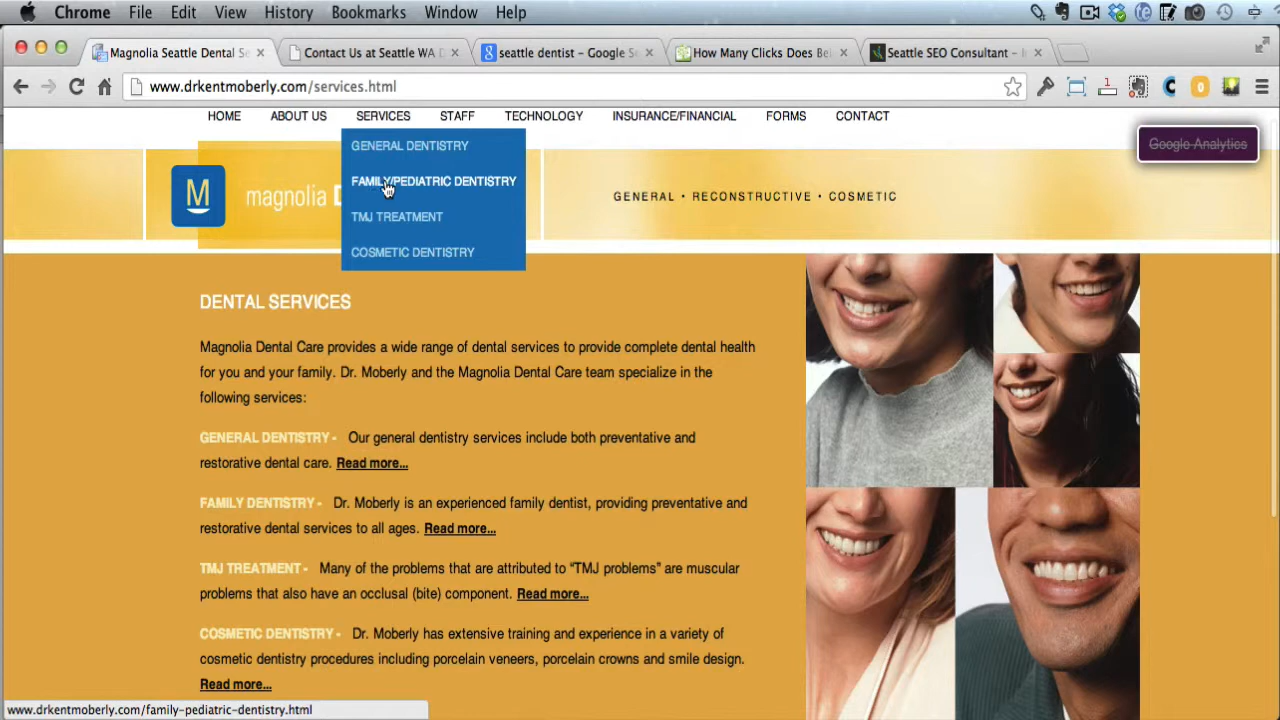 Chrome File Edit View History Bookmarks Window Help
Magnolia Seattle Dental Se
Contact Us at Seattle WA D
seattle dentist - Google Se
How Many Clicks Does Bei
Seattle SEO Consultant - I
www.drkentmoberly.com/services.html
HOME ABOUT US SERVICES STAFF TECHNOLOGY INSURANCE/FINANCIAL FORMS CONTACT
Google Analytics
GENERAL DENTISTRY
FAMILY/PEDIATRIC DENTISTRY
TMJ TREATMENT
COSMETIC DENTISTRY
M
magnolia D
GENERAL • RECONSTRUCTIVE • COSMETIC
DENTAL SERVICES
Magnolia Dental Care provides a wide range of dental services to provide complete dental health
for you and your family. Dr. Moberly and the Magnolia Dental Care team specialize in the
following services:
GENERAL DENTISTRY - Our general dentistry services include both preventative and
restorative dental care. Read more...
FAMILY DENTISTRY - Dr. Moberly is an experienced family dentist, providing preventative and
restorative dental services to all ages. Read more...
TMJ TREATMENT - Many of the problems that are attributed to “TMJ problems” are muscular
problems that also have an occlusal (bite) component. Read more...
COSMETIC DENTISTRY - Dr. Moberly has extensive training and experience in a variety of
cosmetic dentistry procedures including porcelain veneers, porcelain crowns and smile design.
Read more...
www.drkentmoberly.com/family-pediatric-dentistry.html